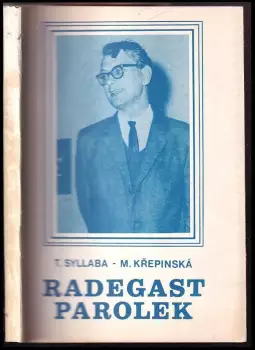 T. SYLLABA - M. KŘEPINSKÁ
RADEGAST
PAROLEK